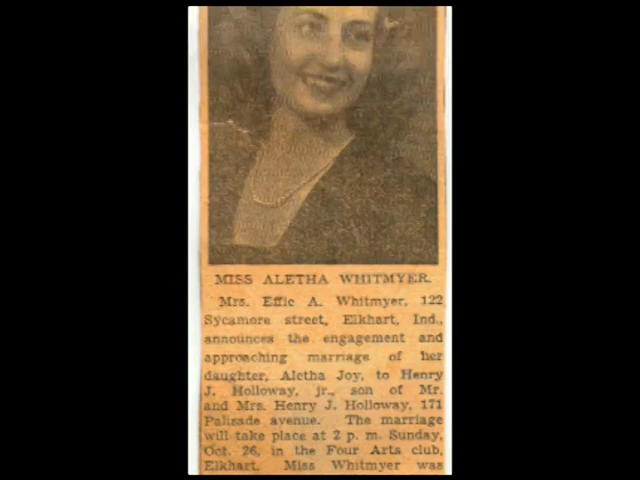 MISS ALETHA WHITMYER.
Mrs. Effie A. Whitmyer, 122
Sycamore street, Elkhart, Ind.,
announces the engagement and
approaching marriage of her
daughter, Aletha Joy, to Henry
J. Holloway, jr., son of Mr.
and Mrs. Henry J. Holloway, 171
Palisade avenue. The marriage
will take place at 2 p. m. Sunday,
Oct. 26, in the Four Arts club,
Elkhart. Miss Whitmyer was